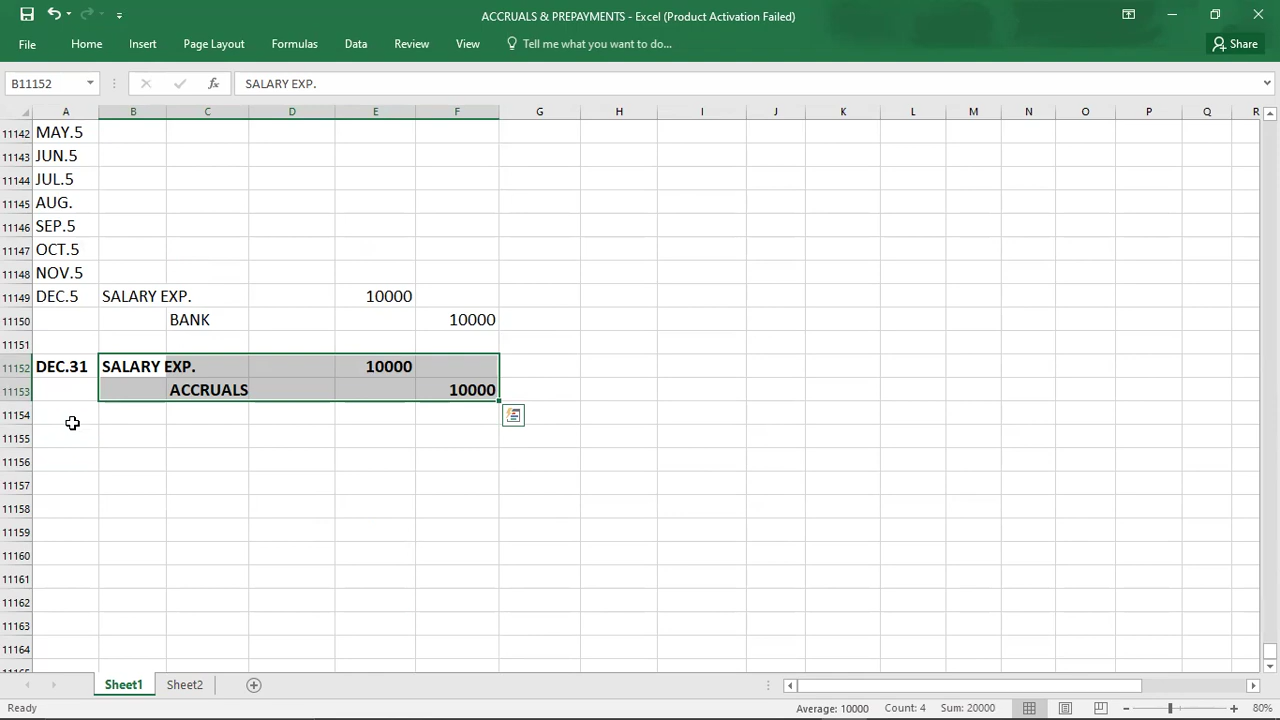 ACCRUALS & PREPAYMENTS - Excel (Product Activation Failed)
File Home Insert Page Layout Formulas Data Review View Tell me what you want to do... Share
B11152 fx SALARY EXP.
A B C D E F G H I J K L M N O P Q R
11142 MAY.5
11143 JUN.5
11144 JUL.5
11145 AUG.
11146 SEP.5
11147 OCT.5
11148 NOV.5
11149 DEC.5 SALARY EXP. 10000
11150 BANK 10000
11151
11152 DEC.31 SALARY EXP. 10000
11153 ACCRUALS 10000
11154
11155
11156
11157
11158
11159
11160
11161
11162
11163
11164
11165
Sheet1 Sheet2
Ready Average: 10000 Count: 4 Sum: 20000 80%